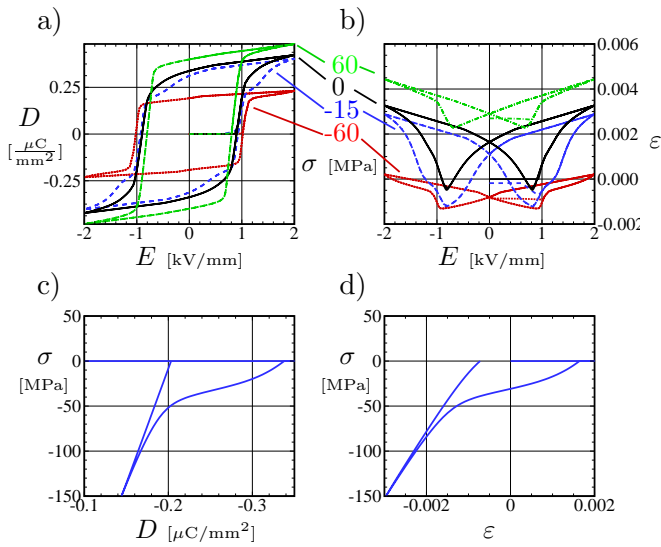 a)
b)
60
0
-15
-60
σ [MPa]
D
[μC/mm²]
0.25
0
-0.25
-2 -1 0 1 2
E [kV/mm]
0.006
0.004
0.002
0.000
-0.002
ε
-2 -1 0 1 2
E [kV/mm]
c)
d)
σ
[MPa]
50
0
-50
-100
-150
-0.1 -0.2 -0.3
D [μC/mm²]
σ
[MPa]
50
0
-50
-100
-150
-0.002 0 0.002
ε